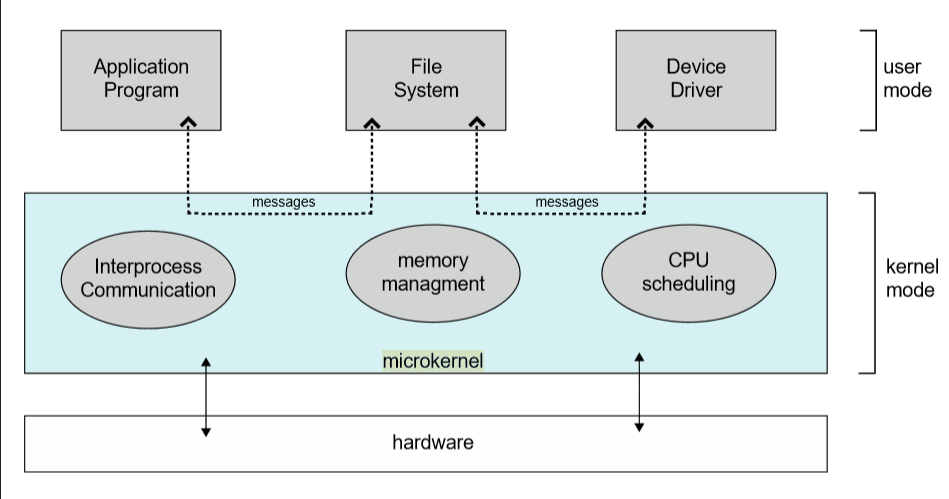 Application
Program
File
System
Device
Driver
user
mode
messages
messages
Interprocess
Communication
memory
managment
CPU
scheduling
kernel
mode
microkernel
hardware